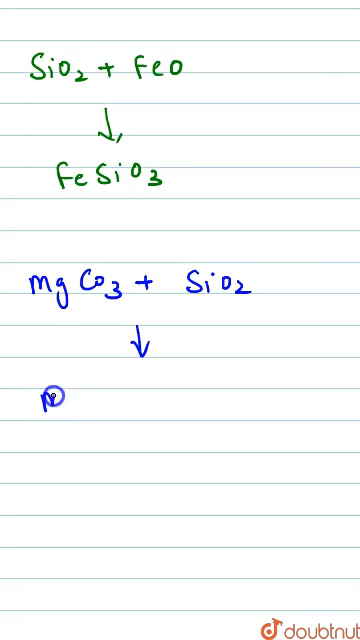 SiO2 + FeO
↓
FeSiO3
MgCO3 + SiO2
↓
doubtnut